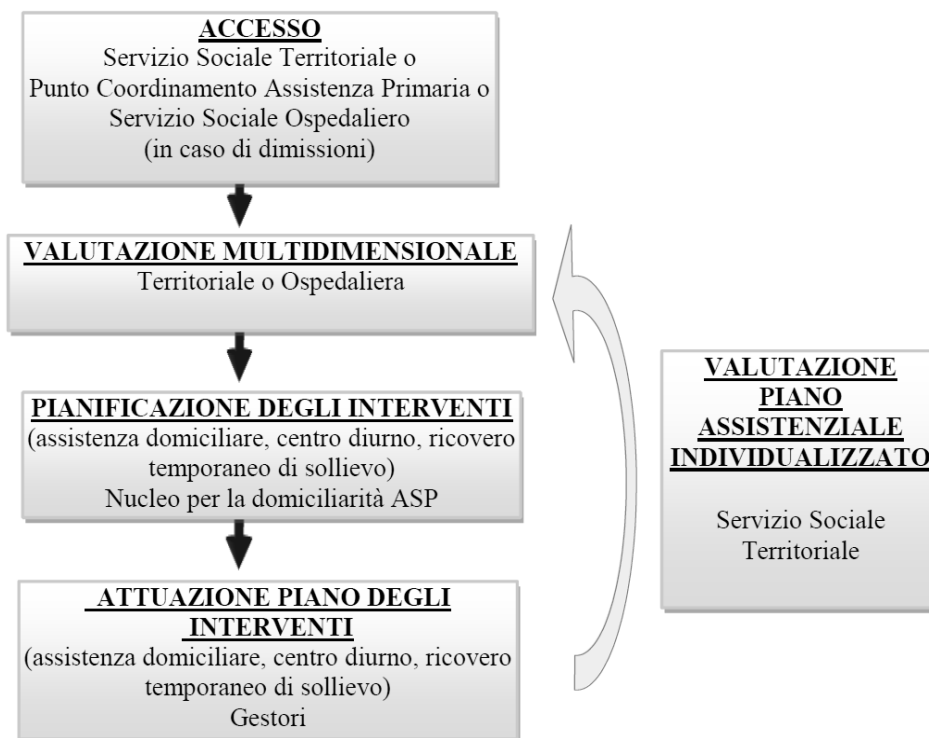 ACCESSO
Servizio Sociale Territoriale o
Punto Coordinamento Assistenza Primaria o
Servizio Sociale Ospedaliero
(in caso di dimissioni)
VALUTAZIONE MULTIDIMENSIONALE
Territoriale o Ospedaliera
PIANIFICAZIONE DEGLI INTERVENTI
(assistenza domiciliare, centro diurno, ricovero
temporaneo di sollievo)
Nucleo per la domiciliarità ASP
ATTUAZIONE PIANO DEGLI
INTERVENTI
(assistenza domiciliare, centro diurno, ricovero
temporaneo di sollievo)
Gestori
VALUTAZIONE
PIANO
ASSISTENZIALE
INDIVIDUALIZZATO
Servizio Sociale
Territoriale